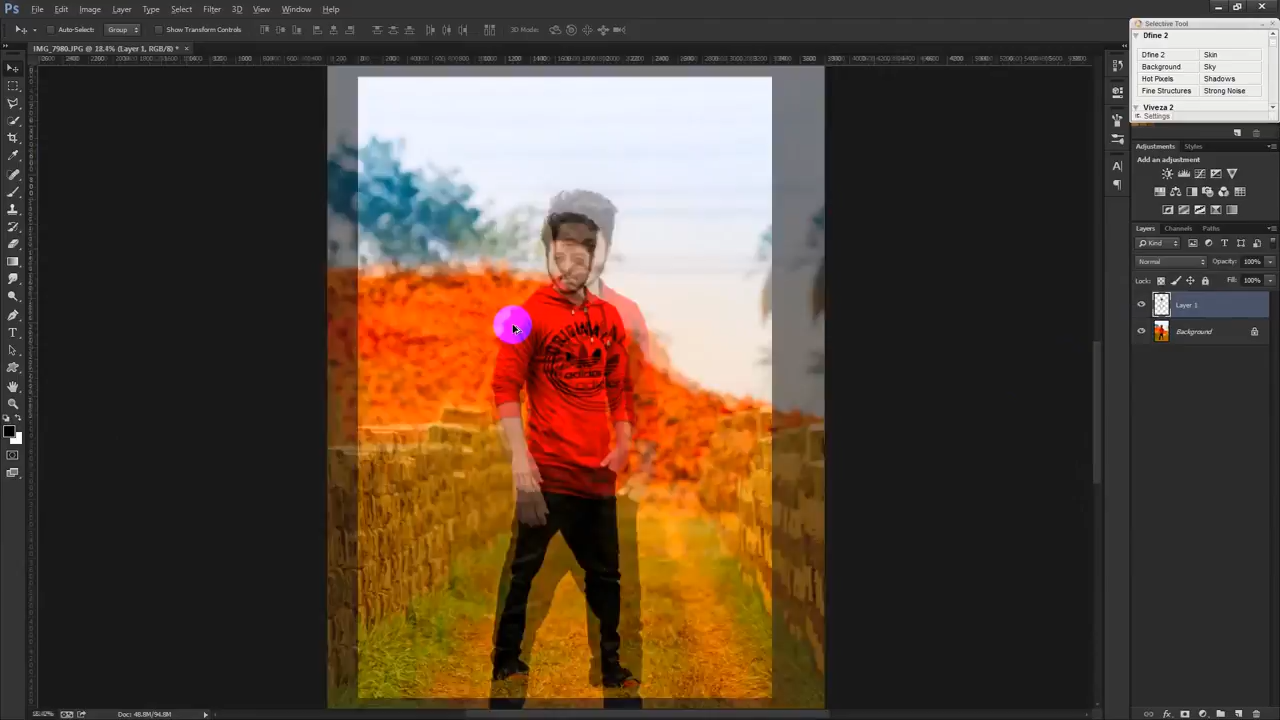 Ps File Edit Image Layer Type Select Filter 3D View Window Help
Auto-Select: Group Show Transform Controls 3D Mode:
IMG_7980.JPG @ 18.4% (Layer 1, RGB/8) * ×
Selective Tool
Dfine 2
Dfine 2 Skin
Background Sky
Hot Pixels Shadows
Fine Structures Strong Noise
Viveza 2
Settings
Adjustments Styles
Add an adjustment
Layers Channels Paths
Kind
Normal Opacity: 100%
Lock: Fill: 100%
Layer 1
Background
ORIGINALS
adidas
Doc: 48.8M/94.8M